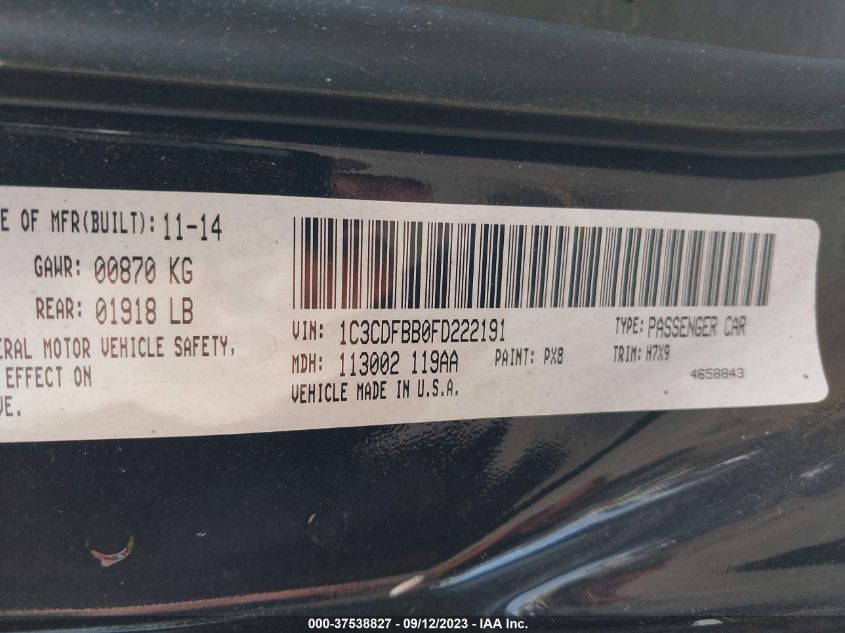 E OF MFR(BUILT): 11-14
GAWR: 00870 KG
REAR: 01918 LB
ERAL MOTOR VEHICLE SAFETY,
EFFECT ON
VE.
VIN: 1C3CDFBB0FD222191
TYPE: PASSENGER CAR
MDH: 113002 119AA
PAINT: PX8
TRIM: H7X9
VEHICLE MADE IN U.S.A.
4658843
000-37538827 - 09/12/2023 - IAA Inc.